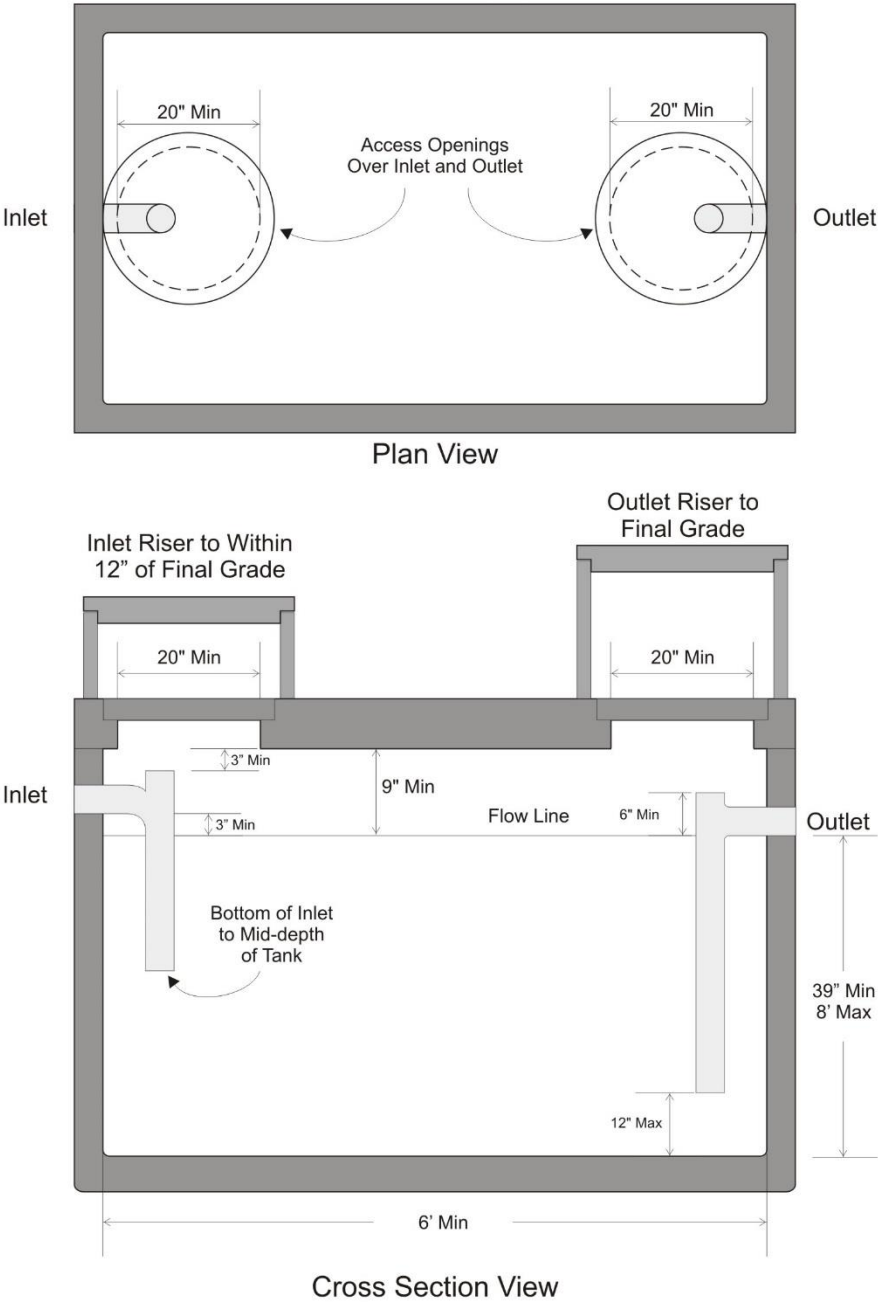 20" Min
20" Min
Access Openings
Over Inlet and Outlet
Inlet
Outlet
Plan View
Outlet Riser to
Final Grade
Inlet Riser to Within
12” of Final Grade
20" Min
20" Min
3” Min
Inlet
9" Min
3” Min
Flow Line
6" Min
Outlet
Bottom of Inlet
to Mid-depth
of Tank
39” Min
8’ Max
12" Max
6’ Min
Cross Section View